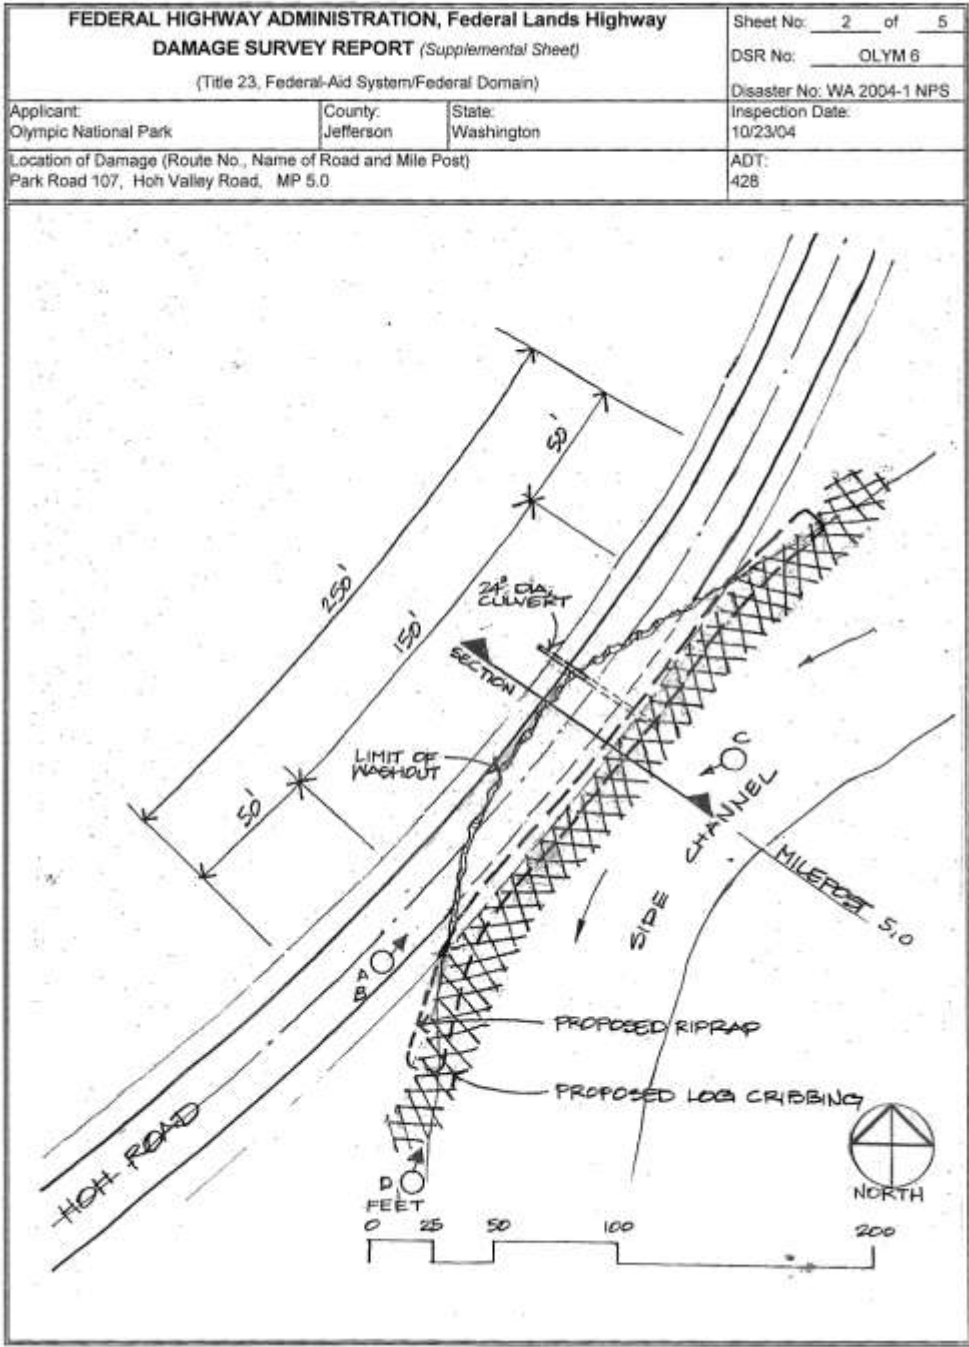 FEDERAL HIGHWAY ADMINISTRATION, Federal Lands Highway
DAMAGE SURVEY REPORT (Supplemental Sheet)
(Title 23, Federal-Aid System/Federal Domain)
Sheet No: 2 of 5
DSR No: OLYM 6
Disaster No: WA 2004-1 NPS
Applicant:
Olympic National Park
County:
Jefferson
State:
Washington
Inspection Date:
10/23/04
Location of Damage (Route No., Name of Road and Mile Post)
Park Road 107, Hoh Valley Road, MP 5.0
ADT:
428
50'
250'
150'
24" DIA.
CULVERT
SECTION
LIMIT OF
WASHOUT
50'
C
SIDE CHANNEL
MILEPOST 5.0
A
B
PROPOSED RIPRAP
PROPOSED LOG CRIBBING
HOH ROAD
D
NORTH
FEET
0 25 50 100 200